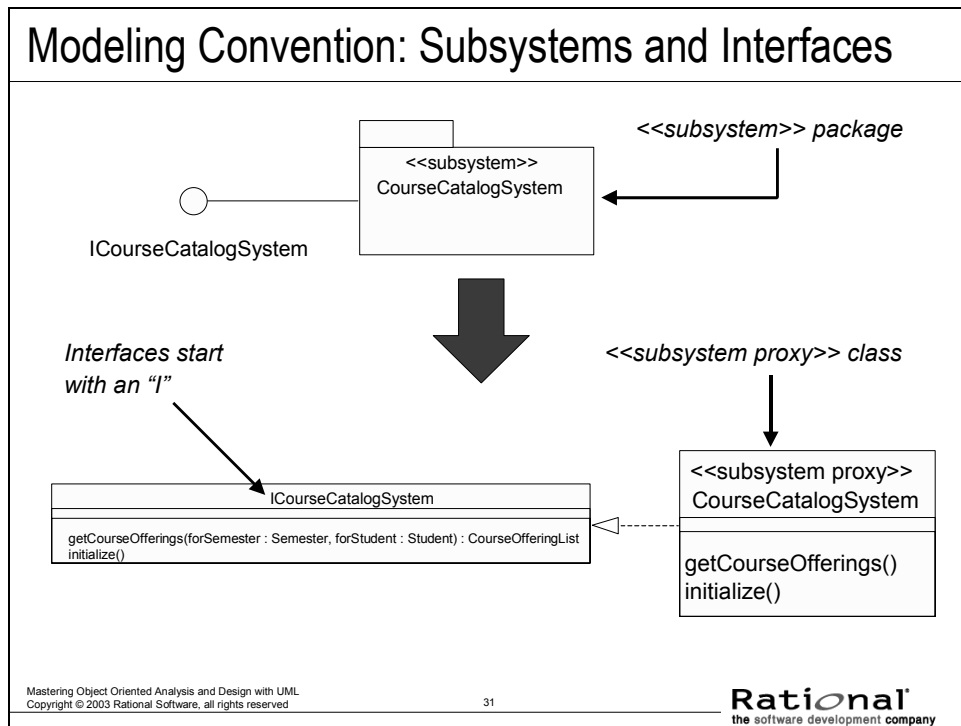 Modeling Convention: Subsystems and Interfaces
<<subsystem>> package
<<subsystem>>
CourseCatalogSystem
ICourseCatalogSystem
Interfaces start
with an “I”
<<subsystem proxy>> class
ICourseCatalogSystem
getCourseOfferings(forSemester : Semester, forStudent : Student) : CourseOfferingList
initialize()
<<subsystem proxy>>
CourseCatalogSystem
getCourseOfferings()
initialize()
Mastering Object Oriented Analysis and Design with UML
Copyright © 2003 Rational Software, all rights reserved
31
Rational
the software development company